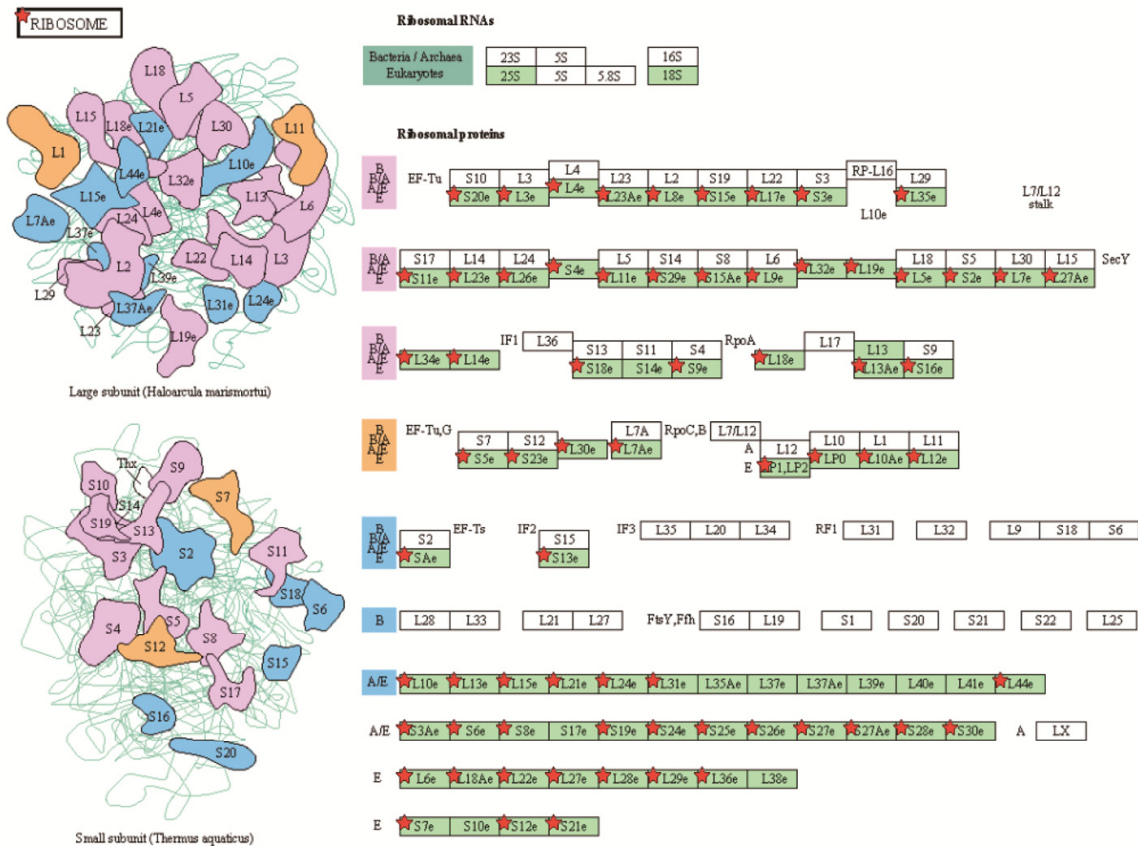 RIBOSOME
Ribosomal RNAs
Bacteria / Archaea 23S 5S 16S
Eukaryotes 25S 5S 5.8S 18S
Ribosomal proteins
B
B/A
A/E
E
EF-Tu S10 L3 L4 L23 L2 S19 L22 S3 RP-L16 L29
S20e L3e L4e L23Ae L8e S15e L17e S3e L10e L35e
L7/L12
stalk
B/A
A/E
S17 L14 L24 L5 S14 S8 L6 L18 S5 L30 L15 SecY
S11e L23e L26e S4e L11e S29e S15Ae L9e L32e L19e L5e S2e L7e L27Ae
B
B/A
A/E
E
IF1 L36 RpoA L17 L13 S9
S13 S11 S4
L34e L14e S18e S14e S9e L18e L13Ae S16e
B
B/A
A/E
E
EF-Tu,G S7 S12 L7A RpoC,B L7/L12
S5e S23e L30e L7Ae
A L12 L10 L1 L11
E LP1,LP2 LP0 L10Ae L12e
B
B/A
A/E
E
S2 EF-Ts IF2 S15 IF3 L35 L20 L34 RF1 L31 L32 L9 S18 S6
SAe S13e
B L28 L33 L21 L27 FtsY,Ffh S16 L19 S1 S20 S21 S22 L25
A/E L10e L13e L15e L21e L24e L31e L35Ae L37e L37Ae L39e L40e L41e L44e
A/E S3Ae S6e S8e S17e S19e S24e S25e S26e S27e S27Ae S28e S30e A LX
E L6e L18Ae L22e L27e L28e L29e L36e L38e
E S7e S10e S12e S21e
L18
L5
L15
L18e
L21e
L30
L11
L1
L44e
L10e
L32e
L15e
L13
L6
L7Ae
L24
L4e
L37e
L2
L22
L14
L3
L39e
L29
L37Ae
L31e
L24e
L23
L19e
Large subunit (Haloarcula marismortui)
Thx
S9
S10
S14
S7
S19
S13
S3
S2
S11
S18
S6
S4
S5
S12
S8
S15
S17
S16
S20
Small subunit (Thermus aquaticus)